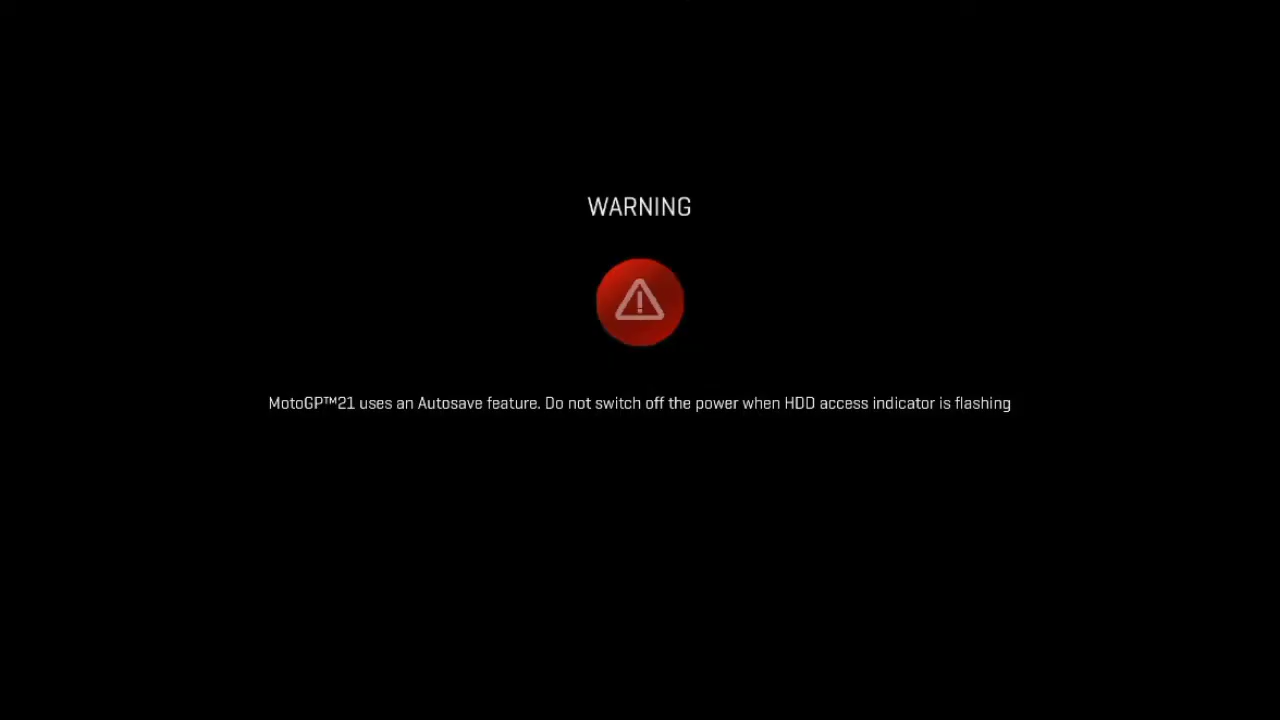 WARNING
MotoGP™21 uses an Autosave feature. Do not switch off the power when HDD access indicator is flashing